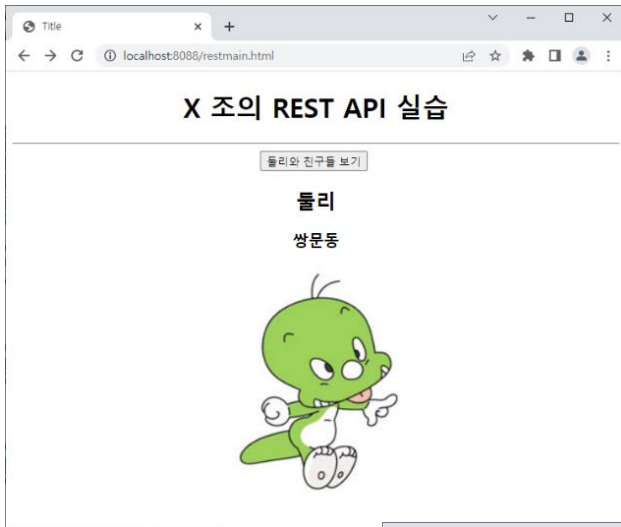 Title
localhost:8088/restmain.html
X 조의 REST API 실습
둘리와 친구들 보기
둘리
쌍문동